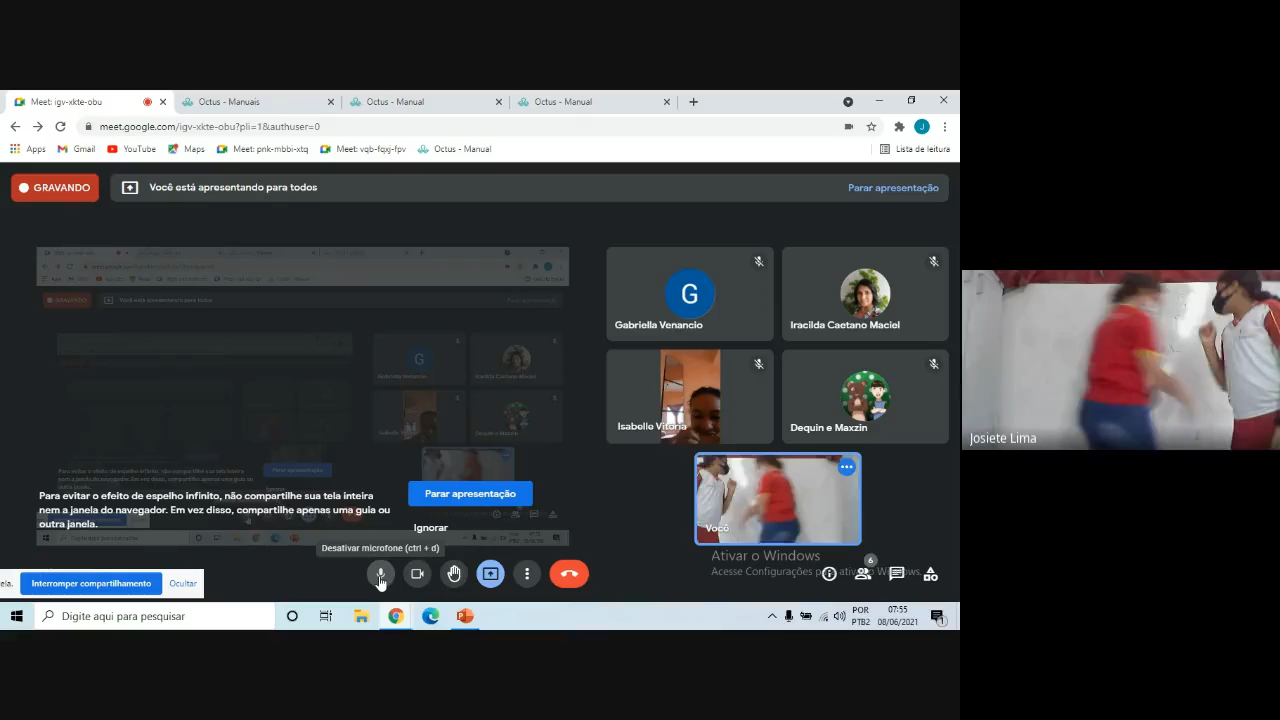 Meet: igv-xkte-obu
Octus - Manuais
Octus - Manual
Octus - Manual
meet.google.com/igv-xkte-obu?pli=1&authuser=0
Apps
Gmail
YouTube
Maps
Meet: pnk-mbbi-xtq
Meet: vqb-fqxj-fpv
Octus - Manual
Lista de leitura
GRAVANDO
Você está apresentando para todos
Parar apresentação
G
Gabriella Venancio
Iracilda Caetano Maciel
Isabelle Vitória
Dequin e Maxzin
Josiete Lima
Para evitar o efeito de espelho infinito, não compartilhe sua tela inteira
nem a janela do navegador. Em vez disso, compartilhe apenas uma guia ou
outra janela.
Parar apresentação
Ignorar
Você
Desativar microfone (ctrl + d)
Ativar o Windows
Acesse Configurações
6
ela.
Interromper compartilhamento
Ocultar
Digite aqui para pesquisar
POR
PTB2
07:55
08/06/2021